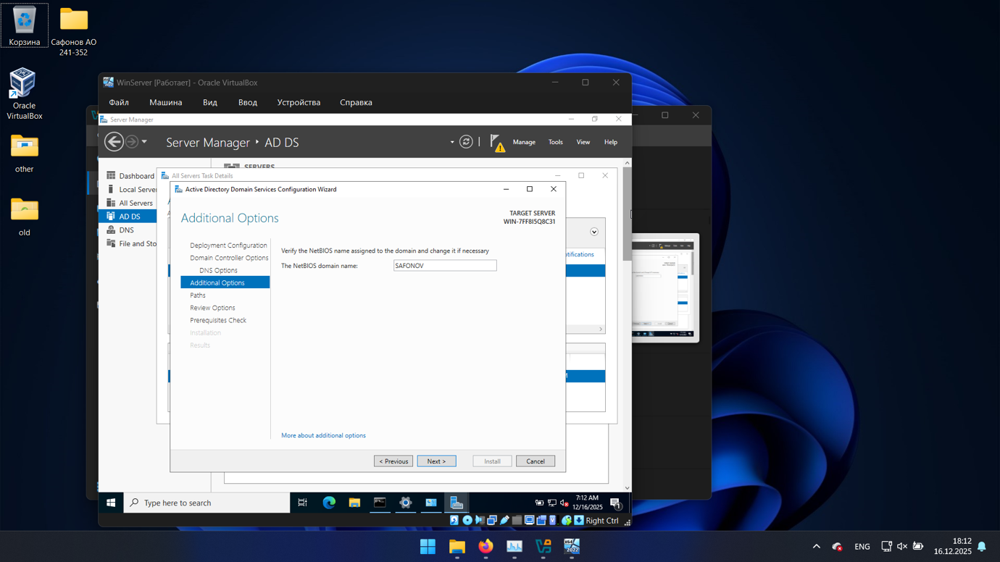 Корзина
Сафонов АО
241-352
Oracle
VirtualBox
other
old
WinServer [Работает] - Oracle VirtualBox
Файл Машина Вид Ввод Устройства Справка
Server Manager
Server Manager ‣ AD DS
Manage Tools View Help
SERVERS
Dashboard
Local Server
All Servers
AD DS
DNS
File and Sto
All Servers Task Details
Active Directory Domain Services Configuration Wizard
Additional Options
TARGET SERVER
WIN-7FF8I5Q8C31
Deployment Configuration
Domain Controller Options
DNS Options
Additional Options
Paths
Review Options
Prerequisites Check
Installation
Results
Verify the NetBIOS name assigned to the domain and change it if necessary
The NetBIOS domain name: SAFONOV
More about additional options
< Previous Next > Install Cancel
Type here to search
7:12 AM
12/16/2025
1
Right Ctrl
X64
2022
ENG
18:12
16.12.2025